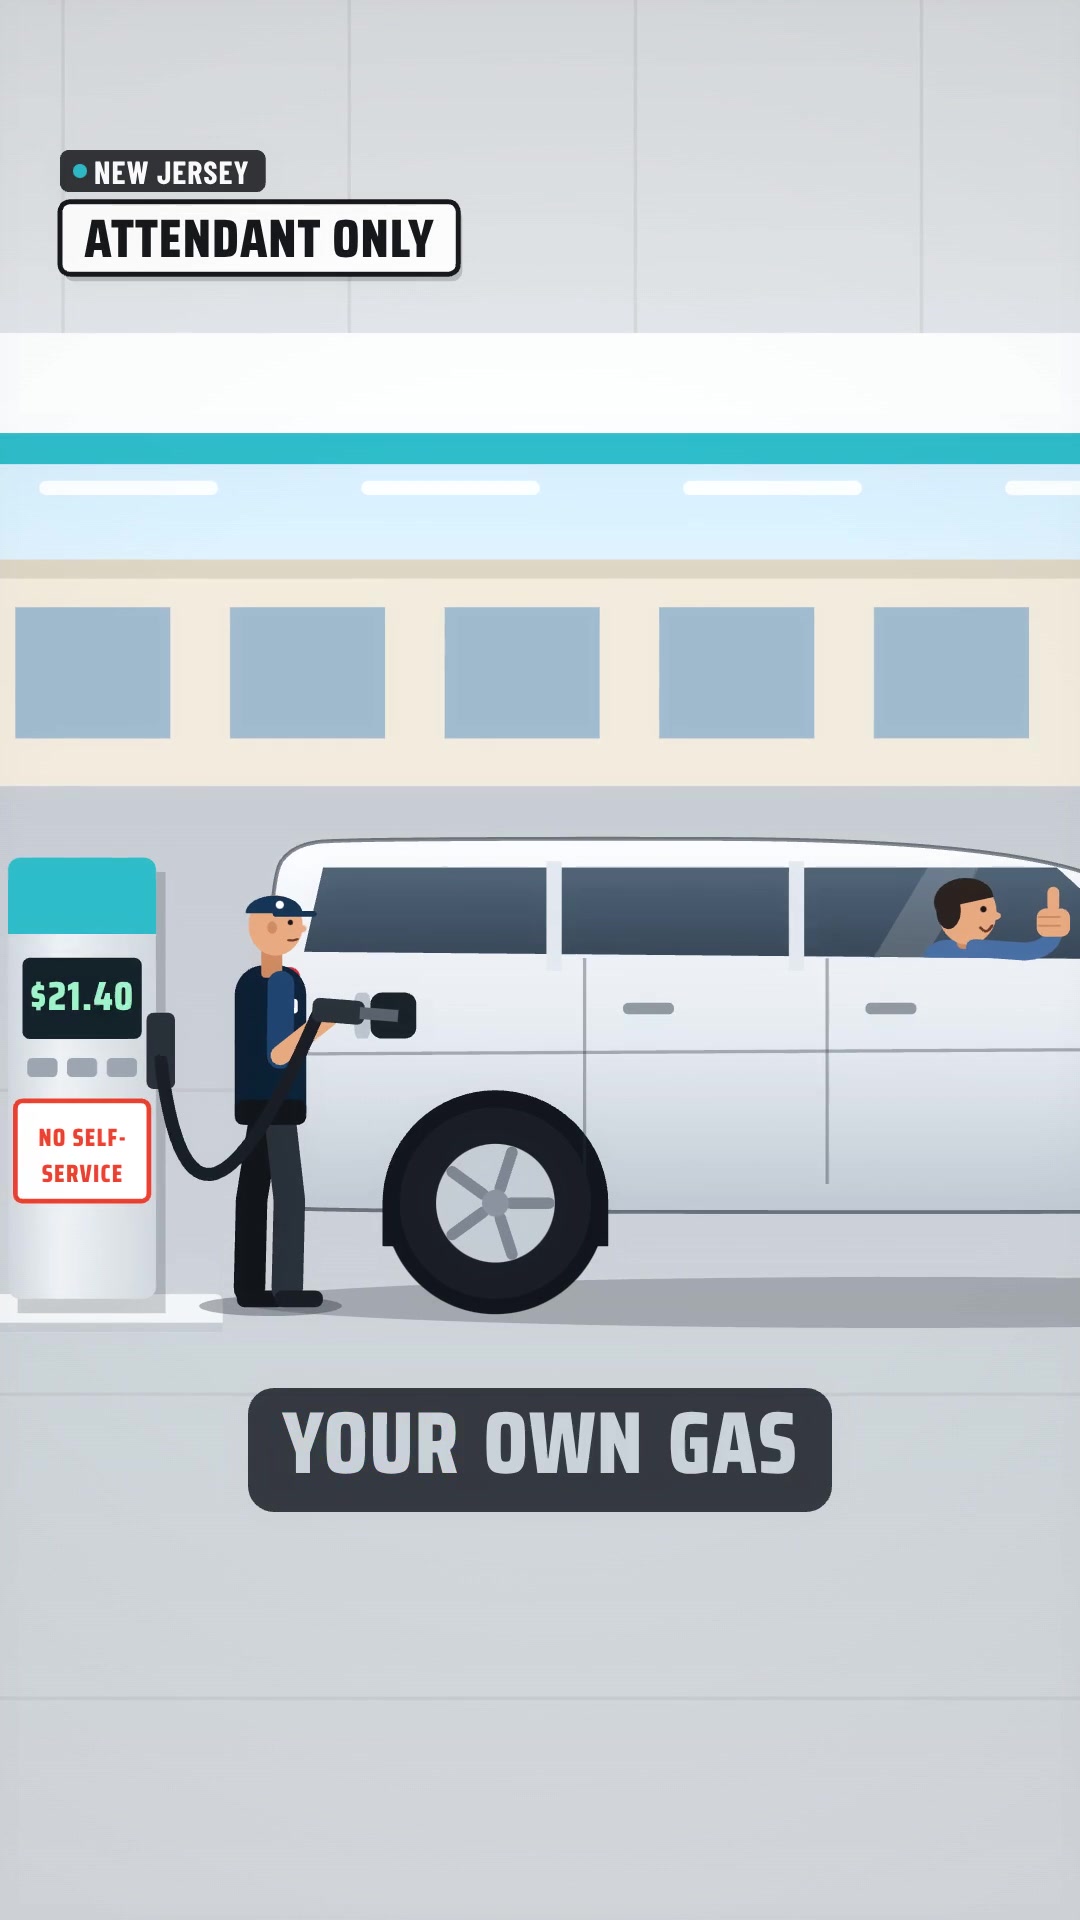 NEW JERSEY
ATTENDANT ONLY
$21.40
NO SELF-
SERVICE
YOUR OWN GAS